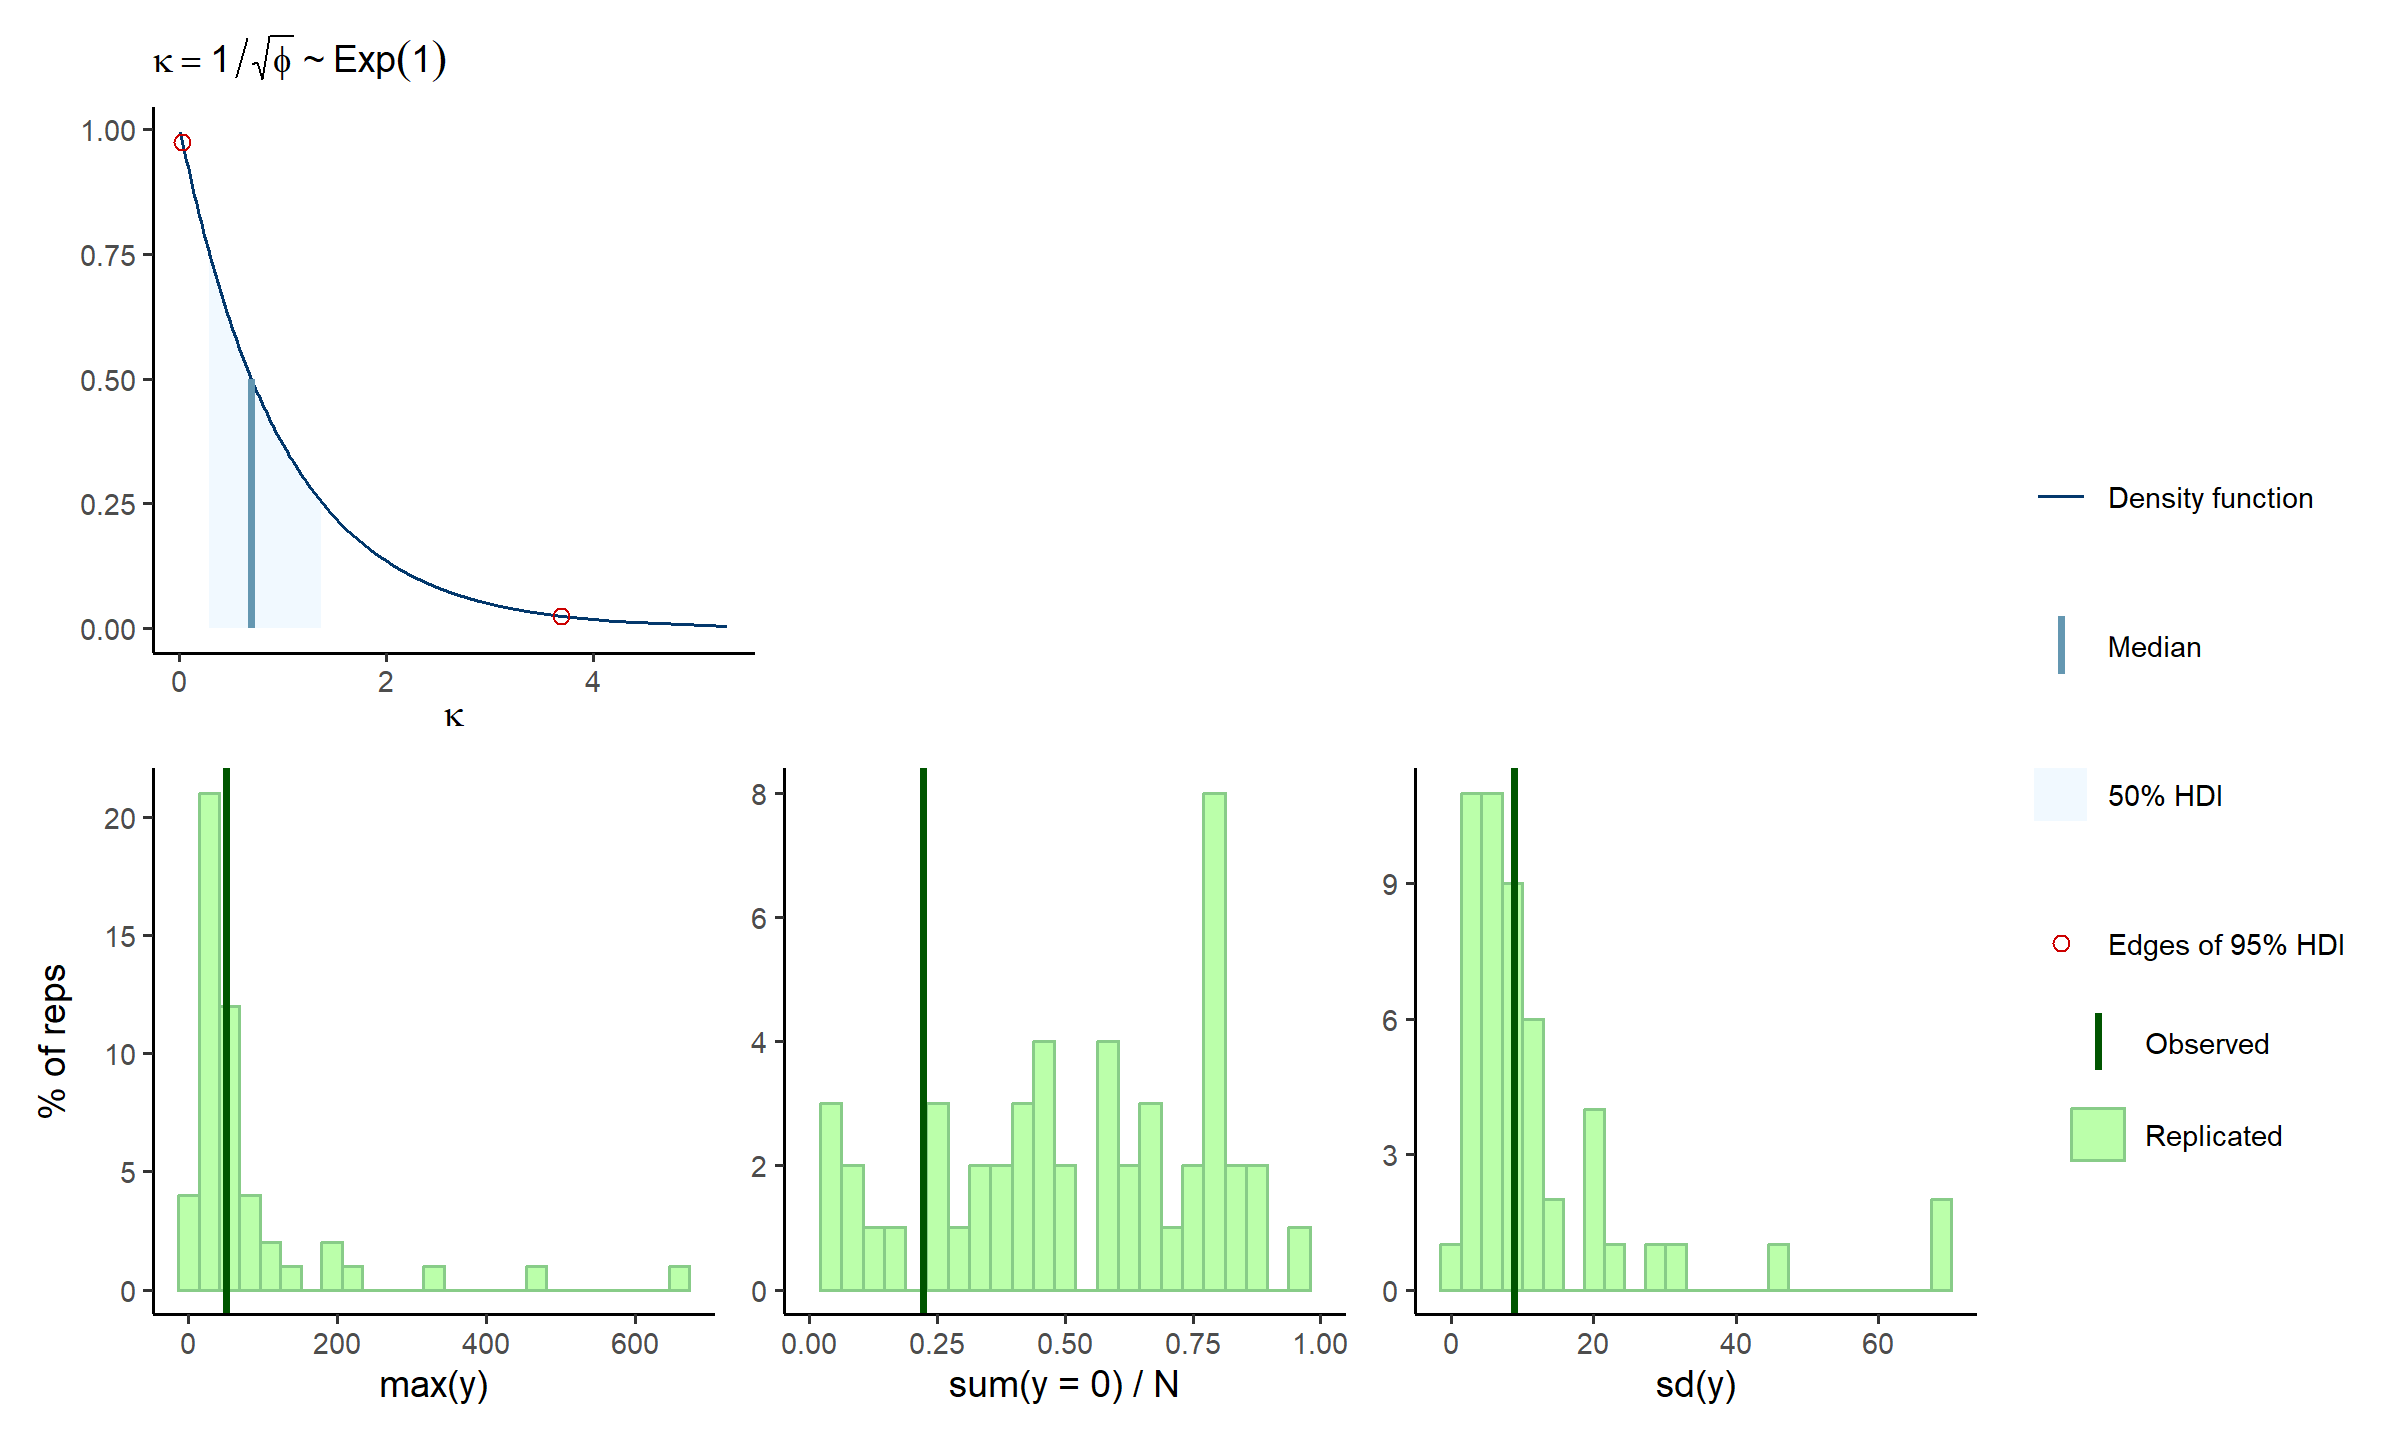 κ = 1/√ϕ ~ Exp(1)
1.00
0.75
0.50
0.25
0.00
0 2 4
κ
Density function
Median
50% HDI
Edges of 95% HDI
Observed
Replicated
% of reps
20
15
10
5
0
0 200 400 600
max(y)
8
6
4
2
0
0.00 0.25 0.50 0.75 1.00
sum(y = 0) / N
9
6
3
0
0 20 40 60
sd(y)